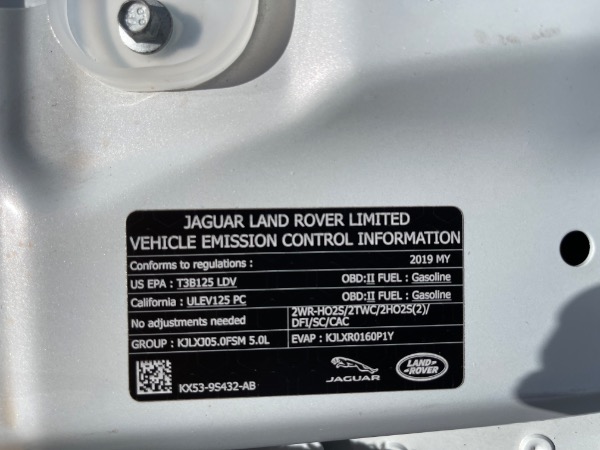 JAGUAR LAND ROVER LIMITED
VEHICLE EMISSION CONTROL INFORMATION
Conforms to regulations : 2019 MY
US EPA : T3B125 LDV OBD:II FUEL : Gasoline
California : ULEV125 PC OBD:II FUEL : Gasoline
No adjustments needed 2WR-HO2S/2TWC/2HO2S(2)/
DFI/SC/CAC
GROUP : KJLXJ05.0FSM 5.0L EVAP : KJLXR0160P1Y
KX53-9S432-AB
JAGUAR
LAND-
ROVER